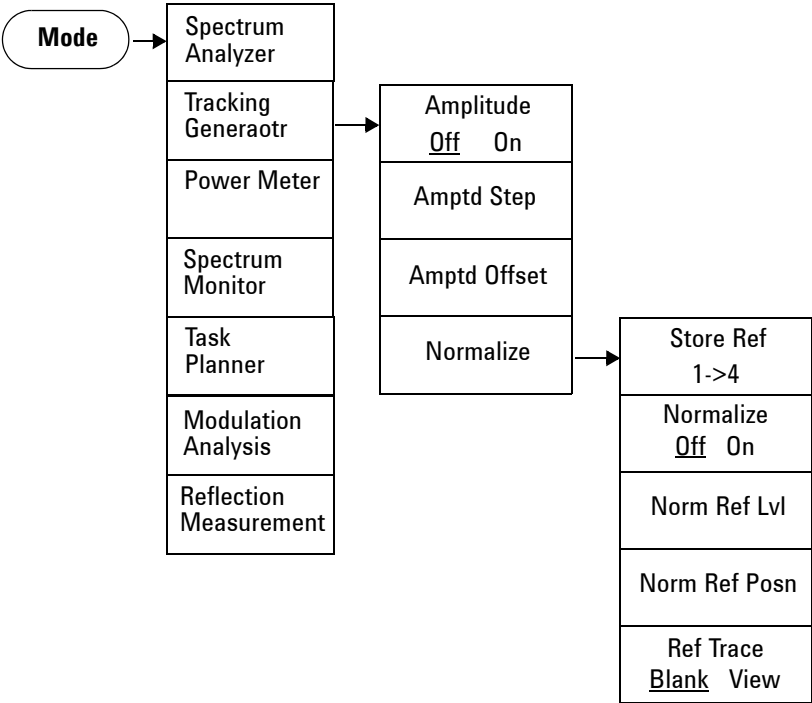 Mode
Spectrum
Analyzer
Tracking
Generaotr
Power Meter
Spectrum
Monitor
Task
Planner
Modulation
Analysis
Reflection
Measurement
Amplitude
Off On
Amptd Step
Amptd Offset
Normalize
Store Ref
1->4
Normalize
Off On
Norm Ref Lvl
Norm Ref Posn
Ref Trace
Blank View